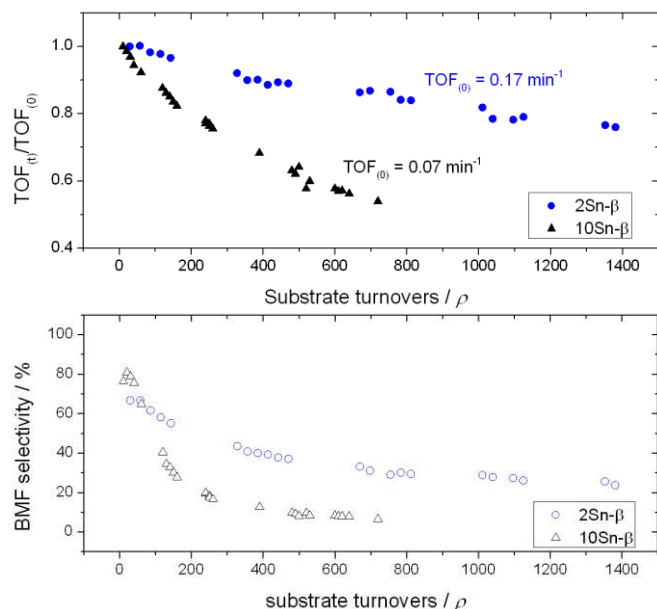 1.0
0.8
0.6
0.4
TOF(t)/TOF(0)
TOF(0) = 0.17 min-1
TOF(0) = 0.07 min-1
2Sn-β
10Sn-β
0 200 400 600 800 1000 1200 1400
Substrate turnovers / ρ
100
80
60
40
20
0
BMF selectivity / %
2Sn-β
10Sn-β
0 200 400 600 800 1000 1200 1400
substrate turnovers / ρ